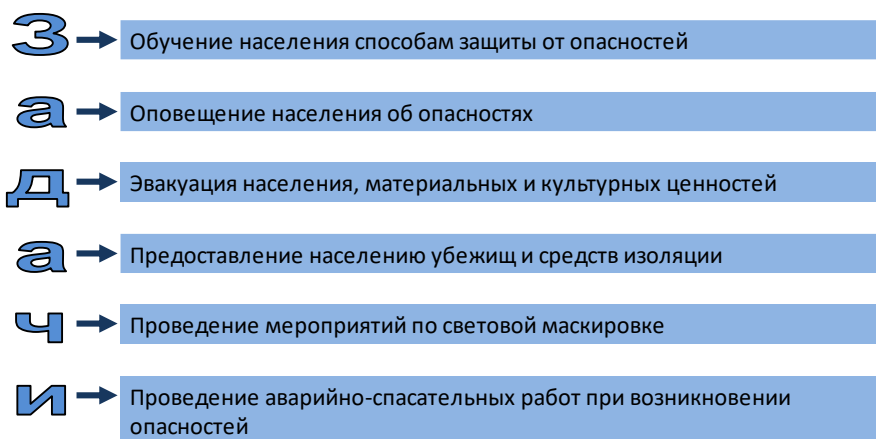 З Обучение населения способам защиты от опасностей
а Оповещение населения об опасностях
д Эвакуация населения, материальных и культурных ценностей
а Предоставление населению убежищ и средств изоляции
ч Проведение мероприятий по световой маскировке
и Проведение аварийно-спасательных работ при возникновении
опасностей